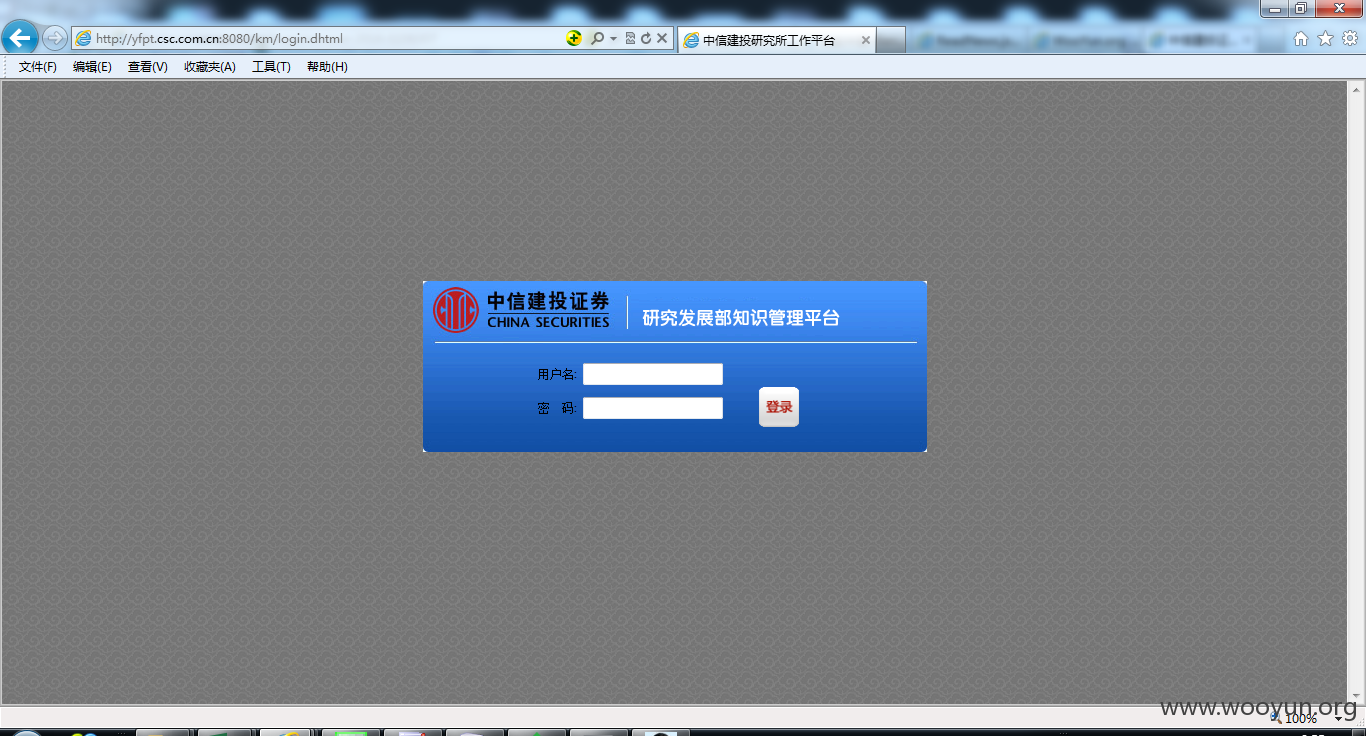 http://yfpt.csc.com.cn:8080/km/login.dhtml
中信建投研究所工作平台
文件(F) 编辑(E) 查看(V) 收藏夹(A) 工具(T) 帮助(H)
中信建投证券
CHINA SECURITIES
研究发展部知识管理平台
用户名:
密 码:
登录
www.wooyun.org
100%